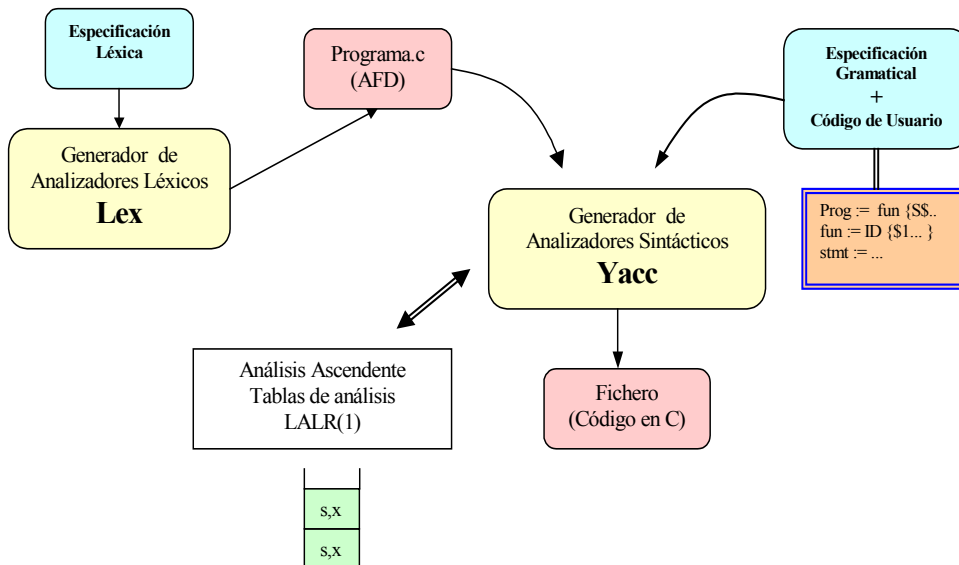 Especificación
Léxica
Programa.c
(AFD)
Especificación
Gramatical
+
Código de Usuario
Generador de
Analizadores Léxicos
Lex
Generador de
Analizadores Sintácticos
Yacc
Prog := fun {S$..
fun := ID {$1... }
stmt := ...
Análisis Ascendente
Tablas de análisis
LALR(1)
Fichero
(Código en C)
s,x
s,x